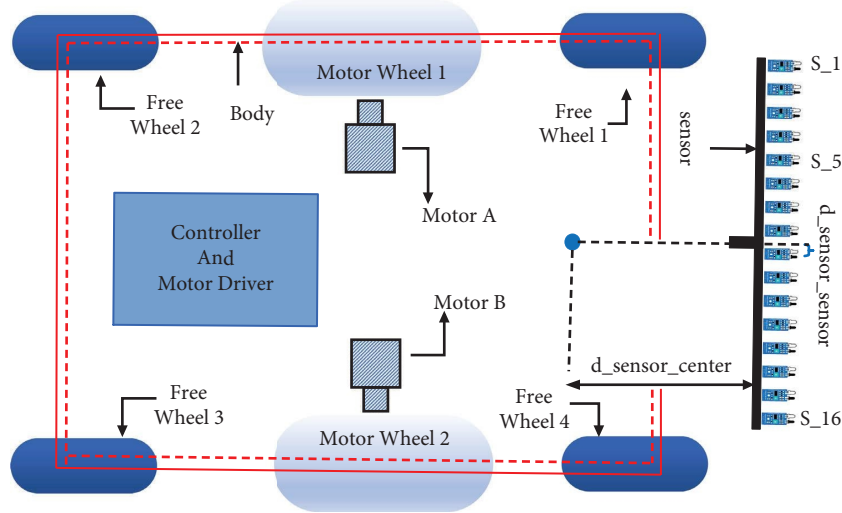 Motor Wheel 1
S_1
Free
Wheel 2
Body
Free
Wheel 1
sensor
S_5
Motor A
d_sensor_sensor
Controller
And
Motor Driver
Motor B
d_sensor_center
Free
Wheel 3
Free
Wheel 4
Motor Wheel 2
S_16